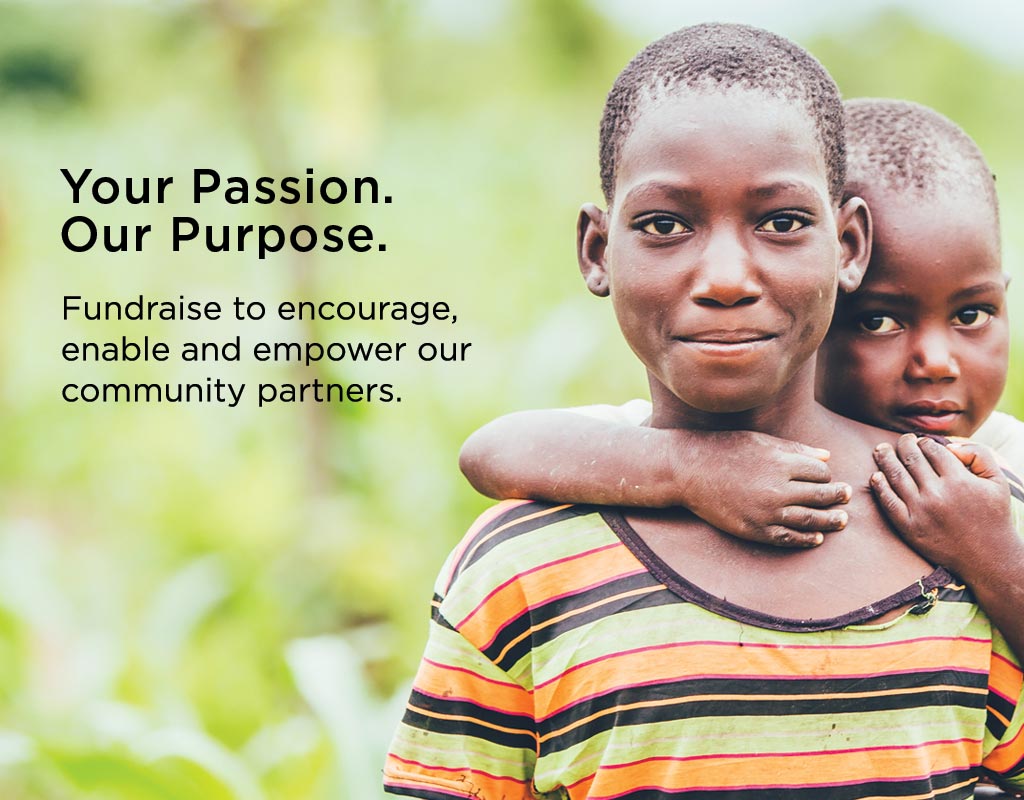 Your Passion.
Our Purpose.
Fundraise to encourage,
enable and empower our
community partners.